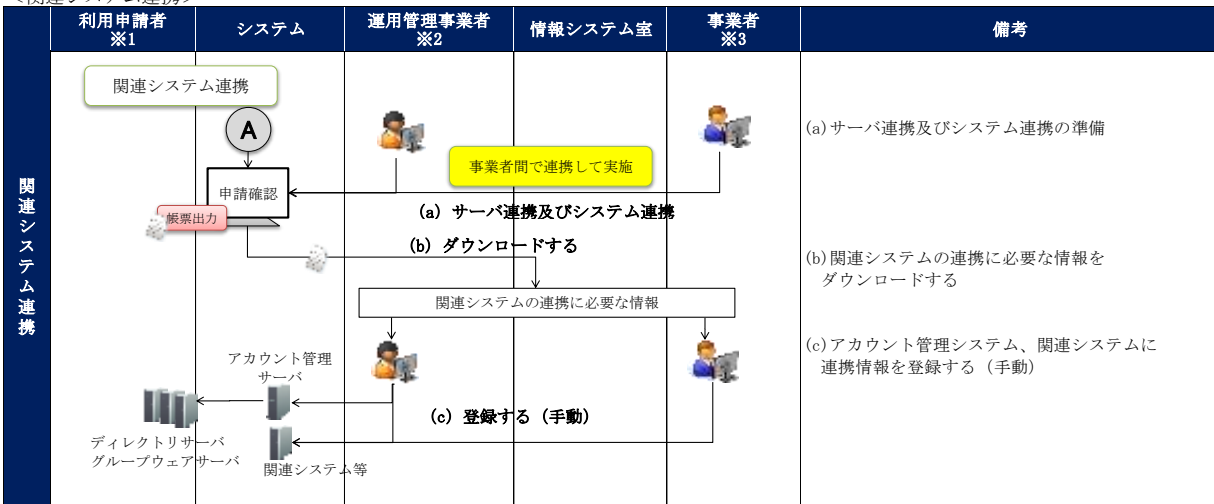 <関連システム連携>
利用申請者
※1
システム
運用管理事業者
※2
情報システム室
事業者
※3
備考
関連システム連携
関連システム連携
A
申請確認
帳票出力
事業者間で連携して実施
(a) サーバ連携及びシステム連携
(b) ダウンロードする
関連システムの連携に必要な情報
アカウント管理
サーバ
(c) 登録する（手動）
ディレクトリサーバ
グループウェアサーバ
関連システム等
(a)サーバ連携及びシステム連携の準備
(b)関連システムの連携に必要な情報を
ダウンロードする
(c)アカウント管理システム、関連システムに
連携情報を登録する（手動）